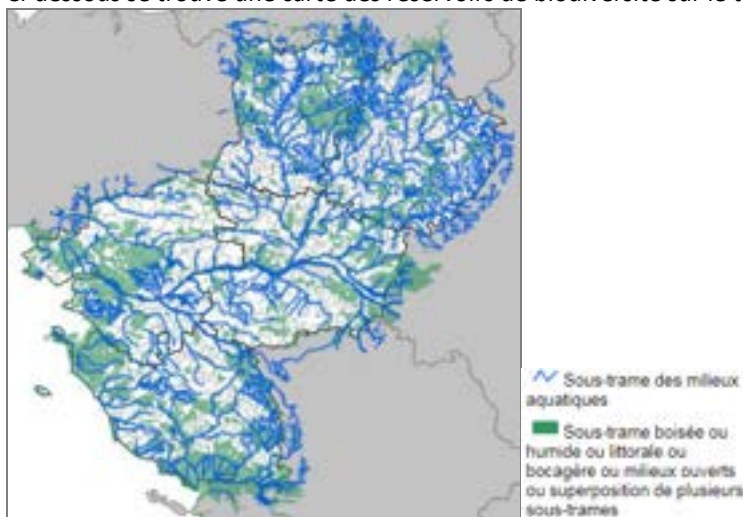 Sous-trame des milieux
aquatiques
Sous-trame boisée ou
humide ou littorale ou
bocagère ou milieux ouverts
ou superposition de plusieurs
sous-trames